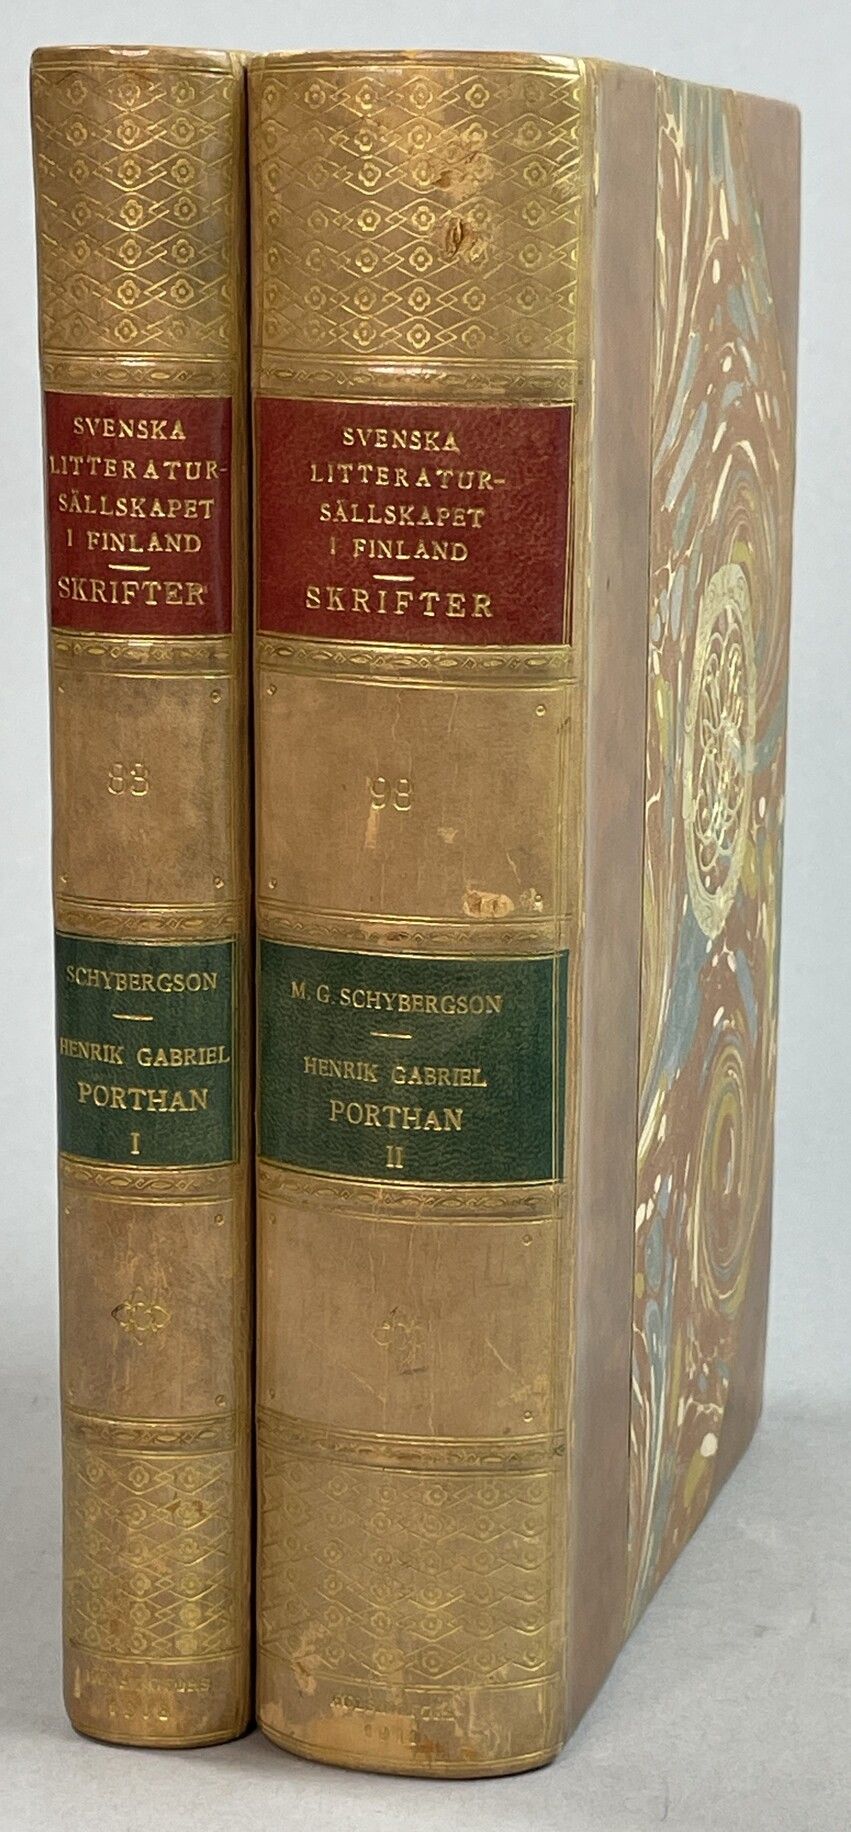 SVENSKA
LITTERATUR-
SÄLLSKAPET
I FINLAND
SKRIFTER
83
SCHYBERGSON
HENRIK GABRIEL
PORTHAN
I
SVENSKA
LITTERATUR-
SÄLLSKAPET
I FINLAND
SKRIFTER
98
M. G. SCHYBERGSON
HENRIK GABRIEL
PORTHAN
II